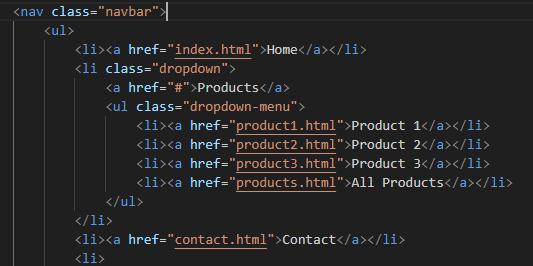 <nav class="navbar">
<ul>
<li><a href="index.html">Home</a></li>
<li class="dropdown">
<a href="#">Products</a>
<ul class="dropdown-menu">
<li><a href="product1.html">Product 1</a></li>
<li><a href="product2.html">Product 2</a></li>
<li><a href="product3.html">Product 3</a></li>
<li><a href="products.html">All Products</a></li>
</ul>
</li>
<li><a href="contact.html">Contact</a></li>
<li>